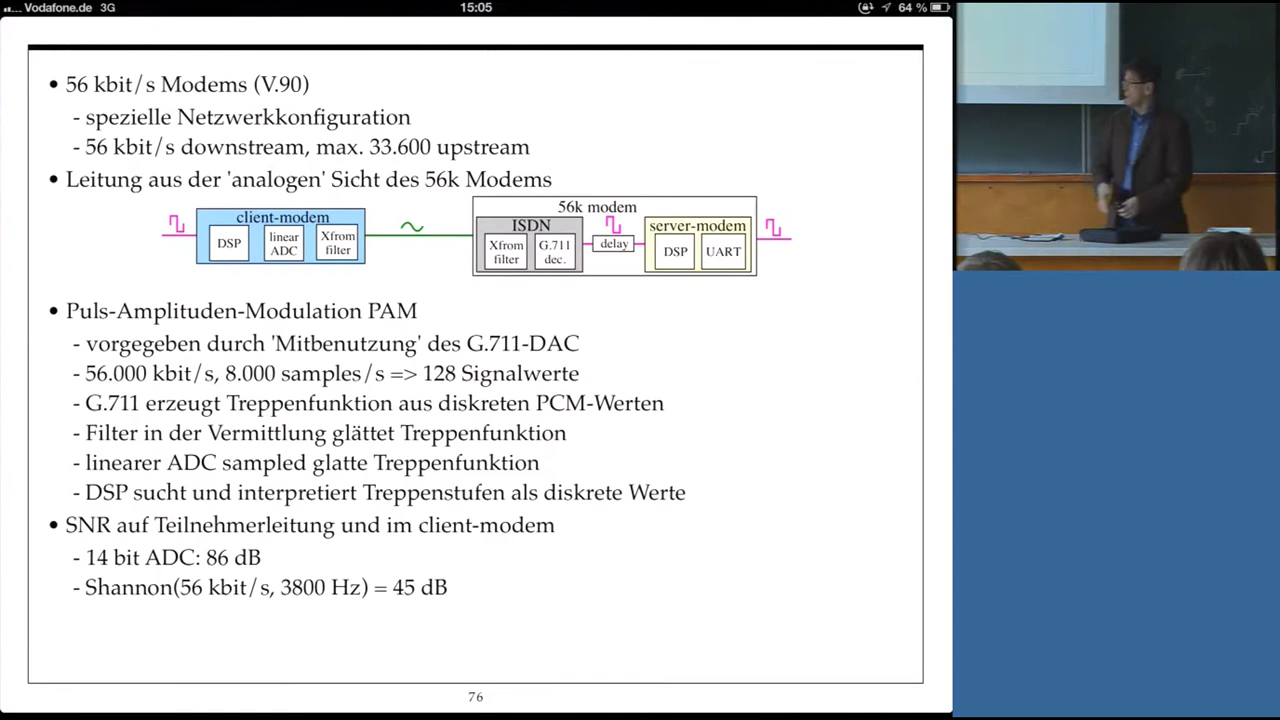 Vodafone.de 3G 15:05 64 %
• 56 kbit/s Modems (V.90)
- spezielle Netzwerkkonfiguration
- 56 kbit/s downstream, max. 33.600 upstream
• Leitung aus der 'analogen' Sicht des 56k Modems
client-modem
DSP
linear
ADC
Xfrom
filter
56k modem
ISDN
Xfrom
filter
G.711
dec.
delay
server-modem
DSP
UART
• Puls-Amplituden-Modulation PAM
- vorgegeben durch 'Mitbenutzung' des G.711-DAC
- 56.000 kbit/s, 8.000 samples/s => 128 Signalwerte
- G.711 erzeugt Treppenfunktion aus diskreten PCM-Werten
- Filter in der Vermittlung glättet Treppenfunktion
- linearer ADC sampled glatte Treppenfunktion
- DSP sucht und interpretiert Treppenstufen als diskrete Werte
• SNR auf Teilnehmerleitung und im client-modem
- 14 bit ADC: 86 dB
- Shannon(56 kbit/s, 3800 Hz) = 45 dB
76